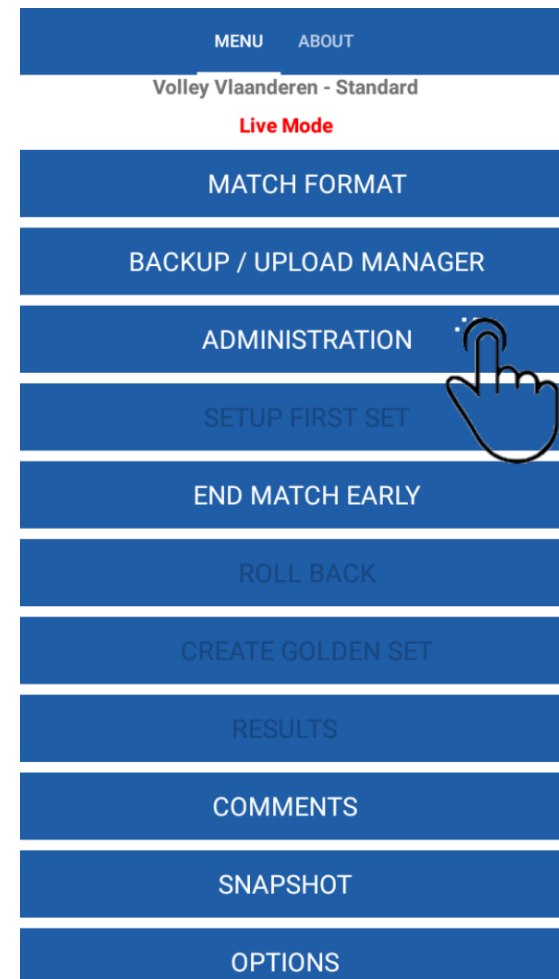 MENU ABOUT
Volley Vlaanderen - Standard
Live Mode
MATCH FORMAT
BACKUP / UPLOAD MANAGER
ADMINISTRATION
SETUP FIRST SET
END MATCH EARLY
ROLL BACK
CREATE GOLDEN SET
RESULTS
COMMENTS
SNAPSHOT
OPTIONS